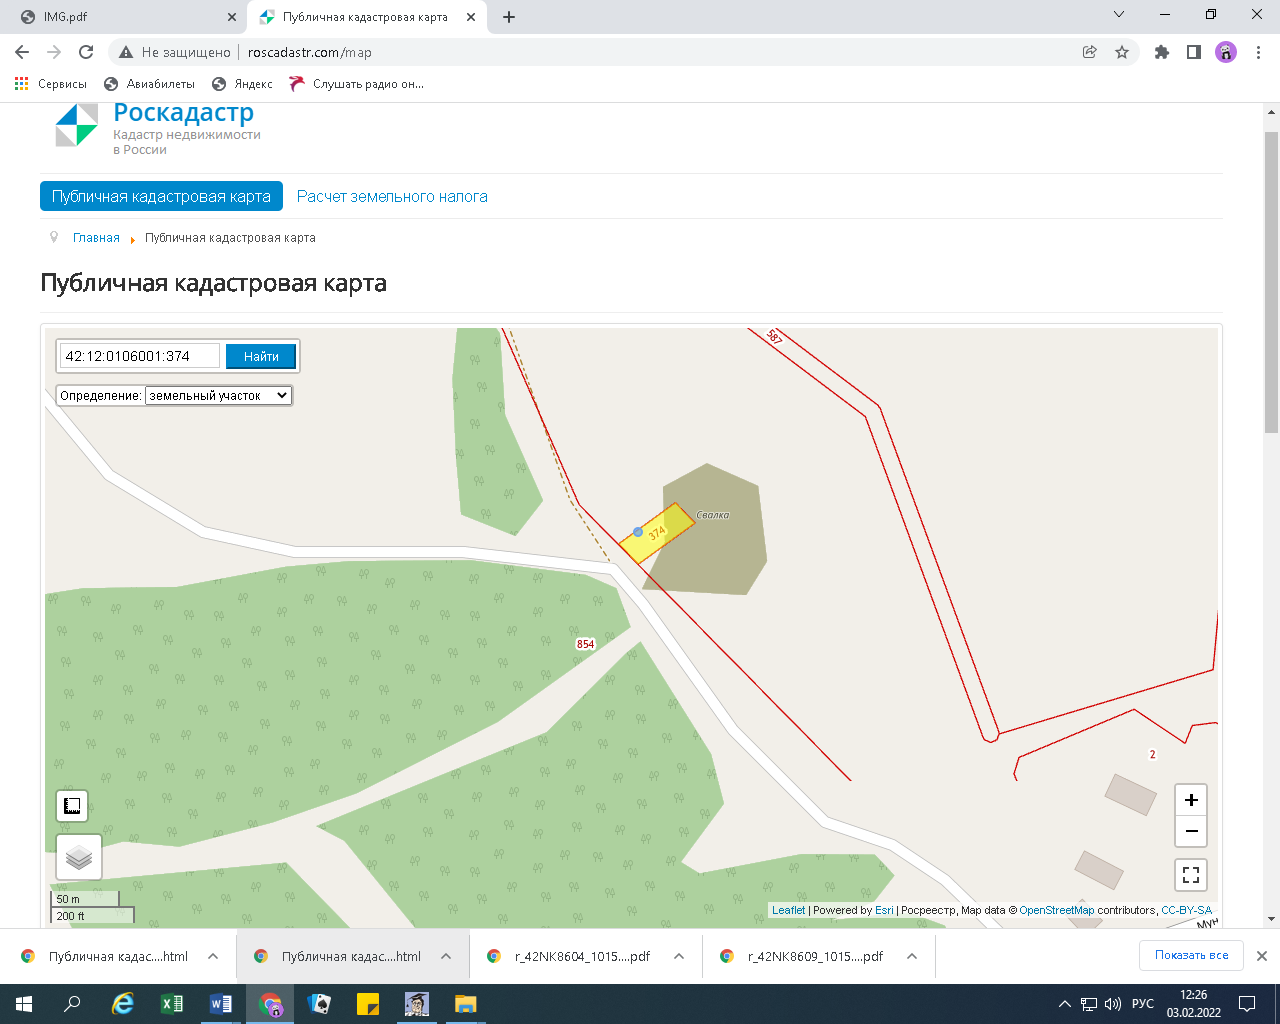 IMG.pdf
Публичная кадастровая карта
Не защищено
roscadastr.com/map
Сервисы
Авиабилеты
Яндекс
Слушать радио он...
Роскадастр
Кадастр недвижимости
в России
Публичная кадастровая карта
Расчет земельного налога
Главная
Публичная кадастровая карта
Публичная кадастровая карта
42:12:0106001:374
Найти
Определение: земельный участок
587
Свалка
374
854
2
+
−
50 m
200 ft
Leaflet | Powered by Esri | Росреестр, Map data © OpenStreetMap contributors, CC-BY-SA
Мун
Публичная кадас....html
Публичная кадас....html
r_42NK8604_1015....pdf
r_42NK8609_1015....pdf
Показать все
РУС
12:26
03.02.2022